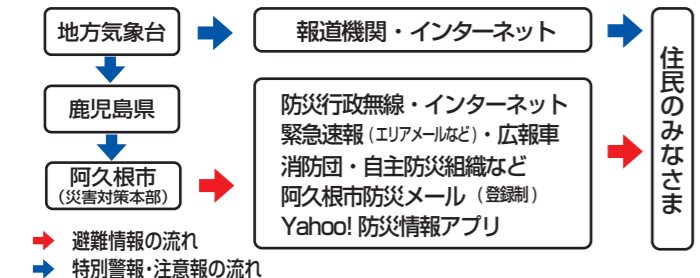 地方気象台
報道機関・インターネット
鹿児島県
阿久根市
（災害対策本部）
防災行政無線・インターネット
緊急速報（エリアメールなど）・広報車
消防団・自主防災組織など
阿久根市防災メール（登録制）
Yahoo! 防災情報アプリ
住民のみなさま
避難情報の流れ
特別警報・注意報の流れ